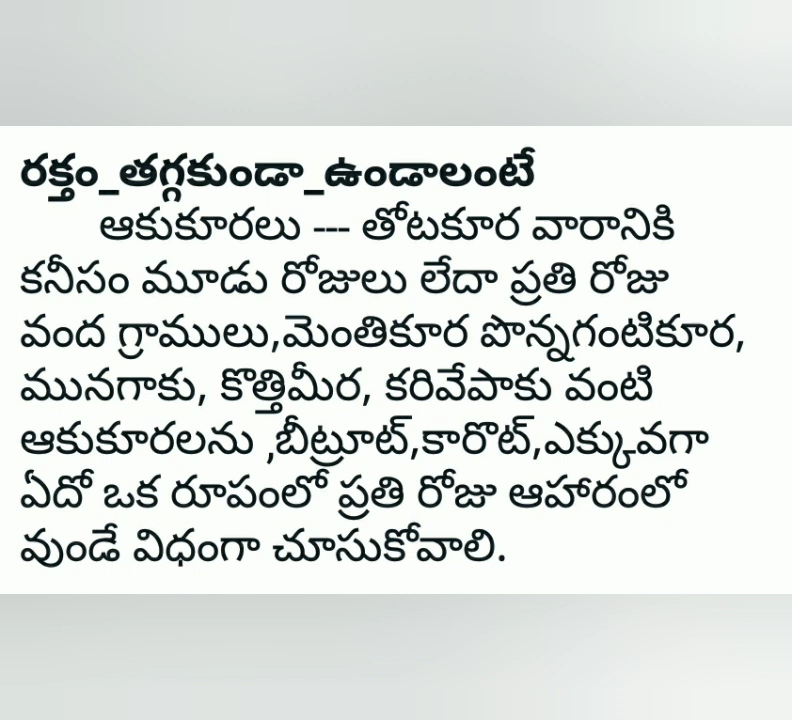 రక్తం_తగ్గకుండా_ఉండాలంటే
ఆకుకూరలు --- తోటకూర వారానికి
కనీసం మూడు రోజులు లేదా ప్రతి రోజు
వంద గ్రాములు,మెంతికూర పొన్నగంటికూర,
మునగాకు, కొత్తిమీర, కరివేపాకు వంటి
ఆకుకూరలను ,బీట్రూట్,కారొట్,ఎక్కువగా
ఏదో ఒక రూపంలో ప్రతి రోజు ఆహారంలో
వుండే విధంగా చూసుకోవాలి.